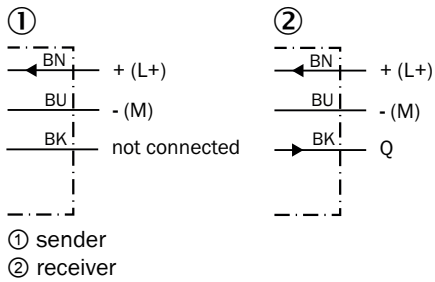 ① ②
BN + (L+) BN + (L+)
BU - (M) BU - (M)
BK not connected BK Q
① sender
② receiver